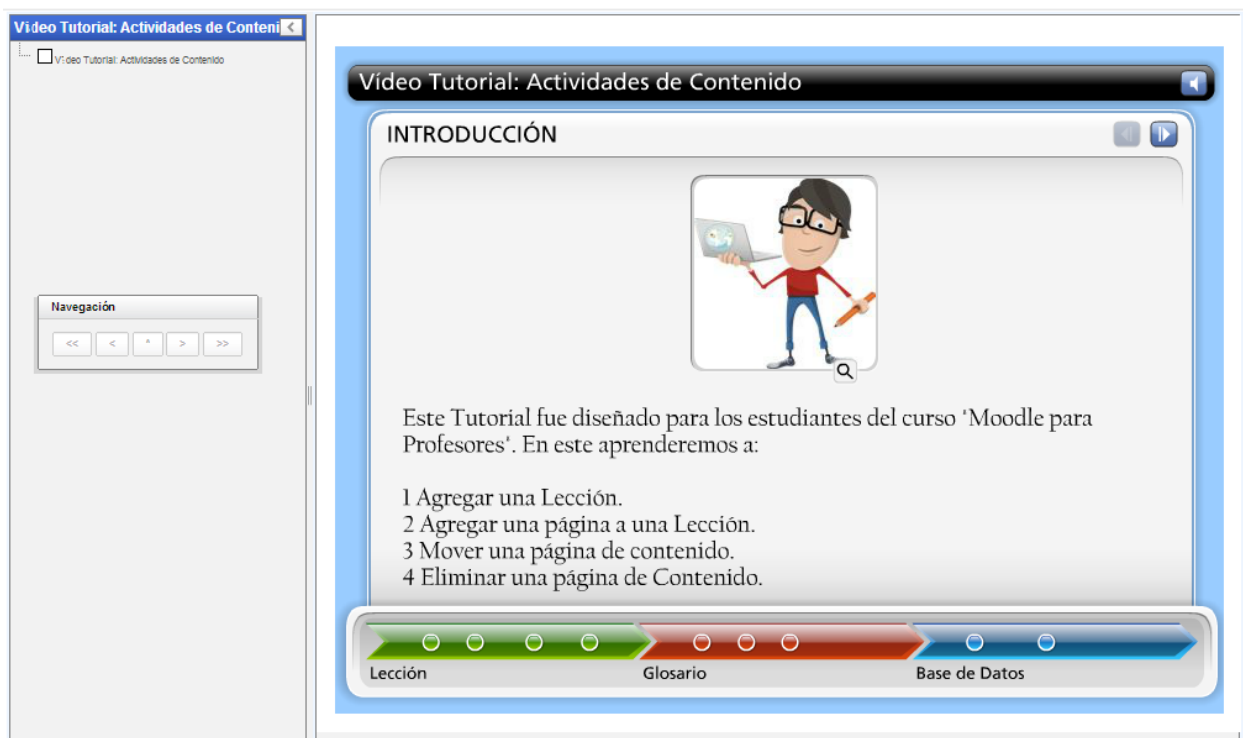 Vídeo Tutorial: Actividades de Conteni
<
Vídeo Tutorial: Actividades de Contenido
Navegación
<< < ^ > >>
Vídeo Tutorial: Actividades de Contenido
INTRODUCCIÓN
Este Tutorial fue diseñado para los estudiantes del curso 'Moodle para
Profesores'. En este aprenderemos a:
1 Agregar una Lección.
2 Agregar una página a una Lección.
3 Mover una página de contenido.
4 Eliminar una página de Contenido.
Lección
Glosario
Base de Datos